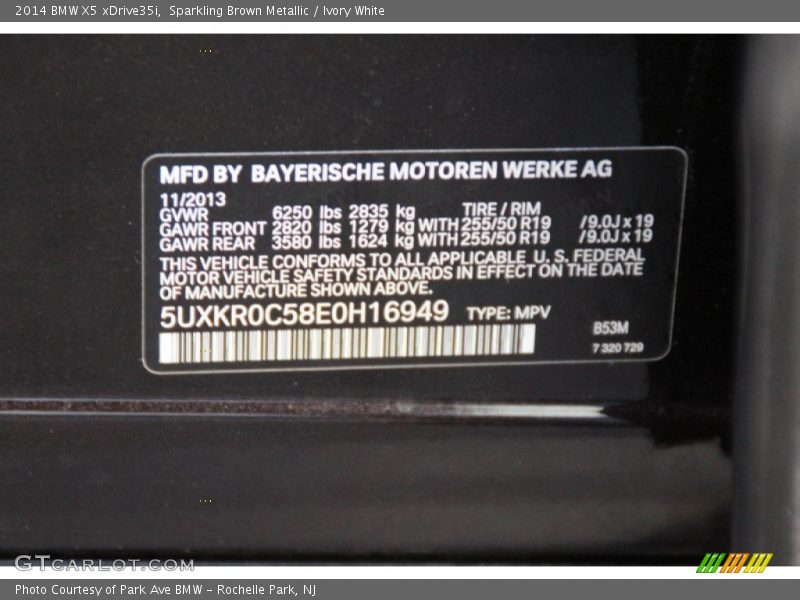 2014 BMW X5 xDrive35i, Sparkling Brown Metallic / Ivory White
MFD BY BAYERISCHE MOTOREN WERKE AG
11/2013
GVWR 6250 lbs 2835 kg TIRE / RIM
GAWR FRONT 2820 lbs 1279 kg WITH 255/50 R19 /9.0J x 19
GAWR REAR 3580 lbs 1624 kg WITH 255/50 R19 /9.0J x 19
THIS VEHICLE CONFORMS TO ALL APPLICABLE U. S. FEDERAL
MOTOR VEHICLE SAFETY STANDARDS IN EFFECT ON THE DATE
OF MANUFACTURE SHOWN ABOVE.
5UXKR0C58E0H16949 TYPE: MPV
B53M
7 320 729
GTCARLOT.COM
Photo Courtesy of Park Ave BMW - Rochelle Park, NJ